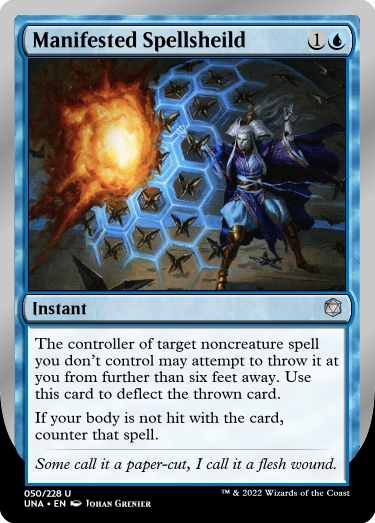 Manifested Spellsheild 1
Instant
The controller of target noncreature spell
you don't control may attempt to throw it at
you from further than six feet away. Use
this card to deflect the thrown card.
If your body is not hit with the card,
counter that spell.
Some call it a paper-cut, I call it a flesh wound.
050/228 U
UNA • EN Johan Grenier
™ & © 2022 Wizards of the Coast